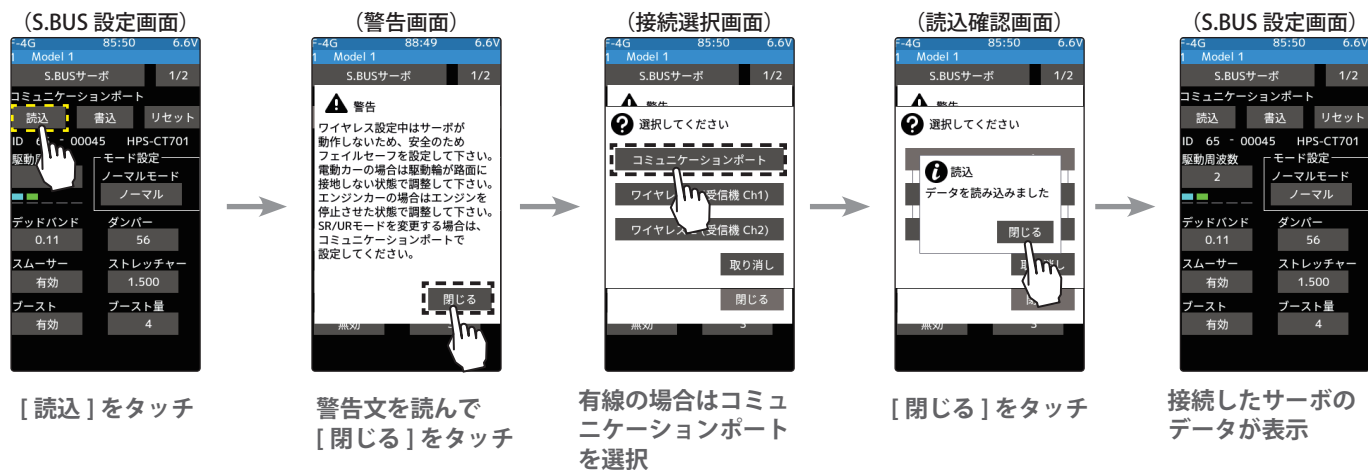 （S.BUS 設定画面）
F-4G 85:50 6.6V
1 Model 1
S.BUSサーボ 1/2
コミュニケーションポート
読込 書込 リセット
ID 65 - 00045 HPS-CT701
モード設定
ノーマルモード
ノーマル
デッドバンド ダンパー
0.11 56
スムーサー ストレッチャー
有効 1.500
ブースト ブースト量
有効 4
[ 読込 ] をタッチ
（警告画面）
F-4G 88:49 6.6V
1 Model 1
S.BUSサーボ 1/2
警告
ワイヤレス設定中はサーボが
動作しないため、安全のため
フェイルセーフを設定して下さい。
電動カーの場合は駆動輪が路面に
接地しない状態で調整して下さい。
エンジンカーの場合はエンジンを
停止させた状態で調整して下さい。
SR/URモードを変更する場合は、
コミュニケーションポートで
設定してください。
閉じる
無効 3
警告文を読んで
[ 閉じる ] をタッチ
（接続選択画面）
F-4G 85:50 6.6V
1 Model 1
S.BUSサーボ 1/2
警告
選択してください
コミュニケーションポート
ワイヤレス (受信機 Ch1)
ワイヤレス (受信機 Ch2)
取り消し
閉じる
無効 3
有線の場合はコミュ
ニケーションポート
を選択
（読込確認画面）
F-4G 85:50 6.6V
1 Model 1
S.BUSサーボ 1/2
警告
選択してください
読込
データを読み込みました
閉じる
無効 3
[ 閉じる ] をタッチ
（S.BUS 設定画面）
F-4G 85:50 6.6V
1 Model 1
S.BUSサーボ 1/2
コミュニケーションポート
読込 書込 リセット
ID 65 - 00045 HPS-CT701
駆動周波数 モード設定
ノーマルモード
2 ノーマル
デッドバンド ダンパー
0.11 56
スムーサー ストレッチャー
有効 1.500
ブースト ブースト量
有効 4
接続したサーボの
データが表示